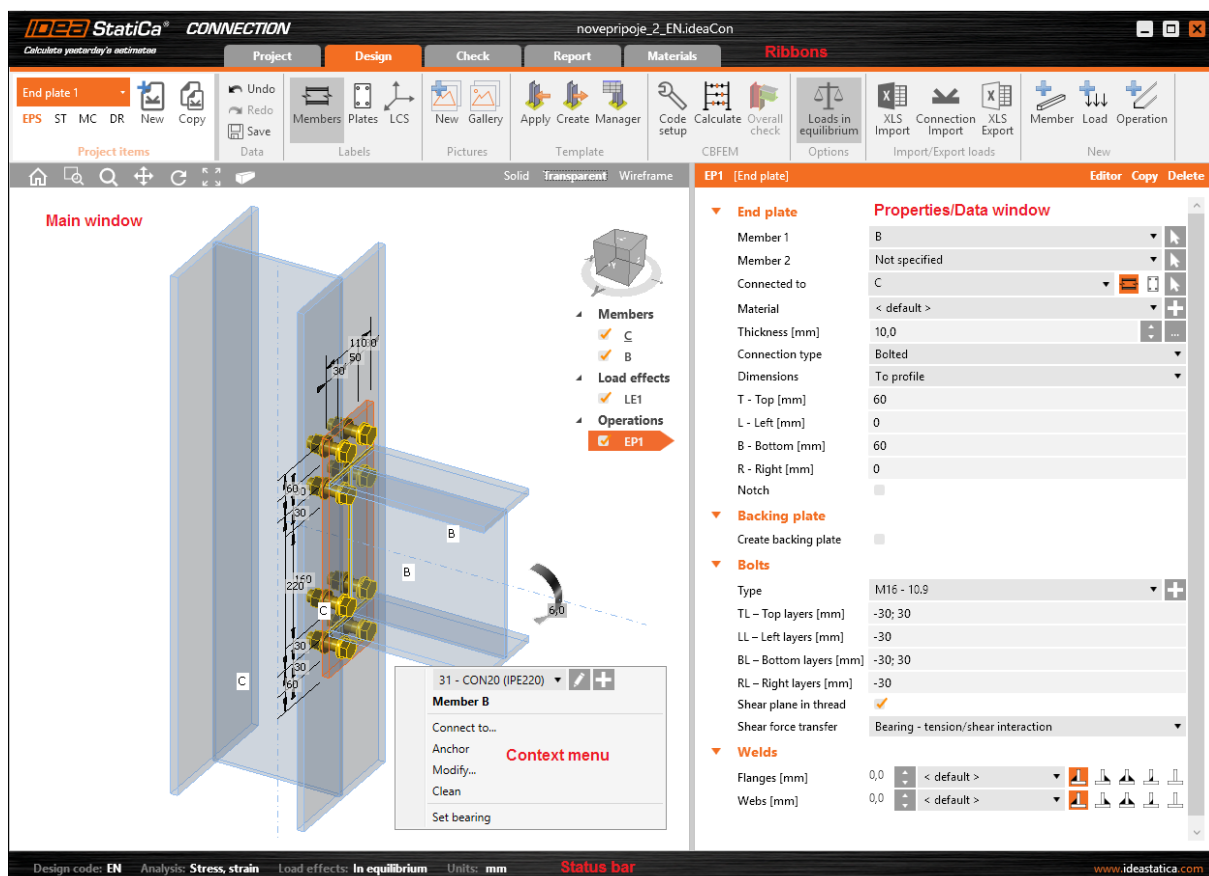 IDEA StatiCa® CONNECTION
novepripoje_2_EN.ideaCon
Calculate yesterday's estimates
Project Design Check Report Materials Ribbons
End plate 1
EPS ST MC DR New Copy
Project items
Undo
Redo
Save
Data
Members Plates LCS
Labels
New Gallery
Pictures
Apply Create Manager
Template
Code setup Calculate Overall check
CBFEM
Loads in equilibrium
Options
XLS Import Connection Import XLS Export
Import/Export loads
Member Load Operation
New
Solid Transparent Wireframe
EP1 [End plate] Editor Copy Delete
Main window
110.0
50
30
60
30
160
220
30
30
60
B
B
C
C
6,0
Members
C
B
Load effects
LE1
Operations
EP1
31 - CON20 (IPE220)
Member B
Connect to...
Anchor
Modify...
Clean
Set bearing
Context menu
End plate Properties/Data window
Member 1 B
Member 2 Not specified
Connected to C
Material < default >
Thickness [mm] 10,0
...
Connection type Bolted
Dimensions To profile
T - Top [mm] 60
L - Left [mm] 0
B - Bottom [mm] 60
R - Right [mm] 0
Notch
Backing plate
Create backing plate
Bolts
Type M16 - 10.9
TL – Top layers [mm] -30; 30
LL – Left layers [mm] -30
BL – Bottom layers [mm] -30; 30
RL – Right layers [mm] -30
Shear plane in thread
Shear force transfer Bearing - tension/shear interaction
Welds
Flanges [mm] 0,0 < default >
Webs [mm] 0,0 < default >
Design code: EN Analysis: Stress, strain Load effects: In equilibrium Units: mm Status bar www.ideastatica.com